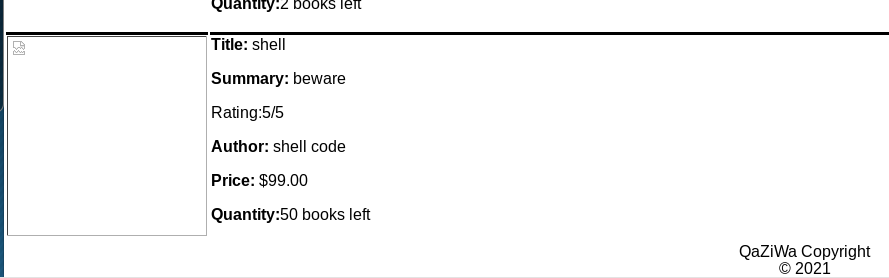 Quantity:2 books left
Title: shell
Summary: beware
Rating:5/5
Author: shell code
Price: $99.00
Quantity:50 books left
QaZiWa Copyright
© 2021